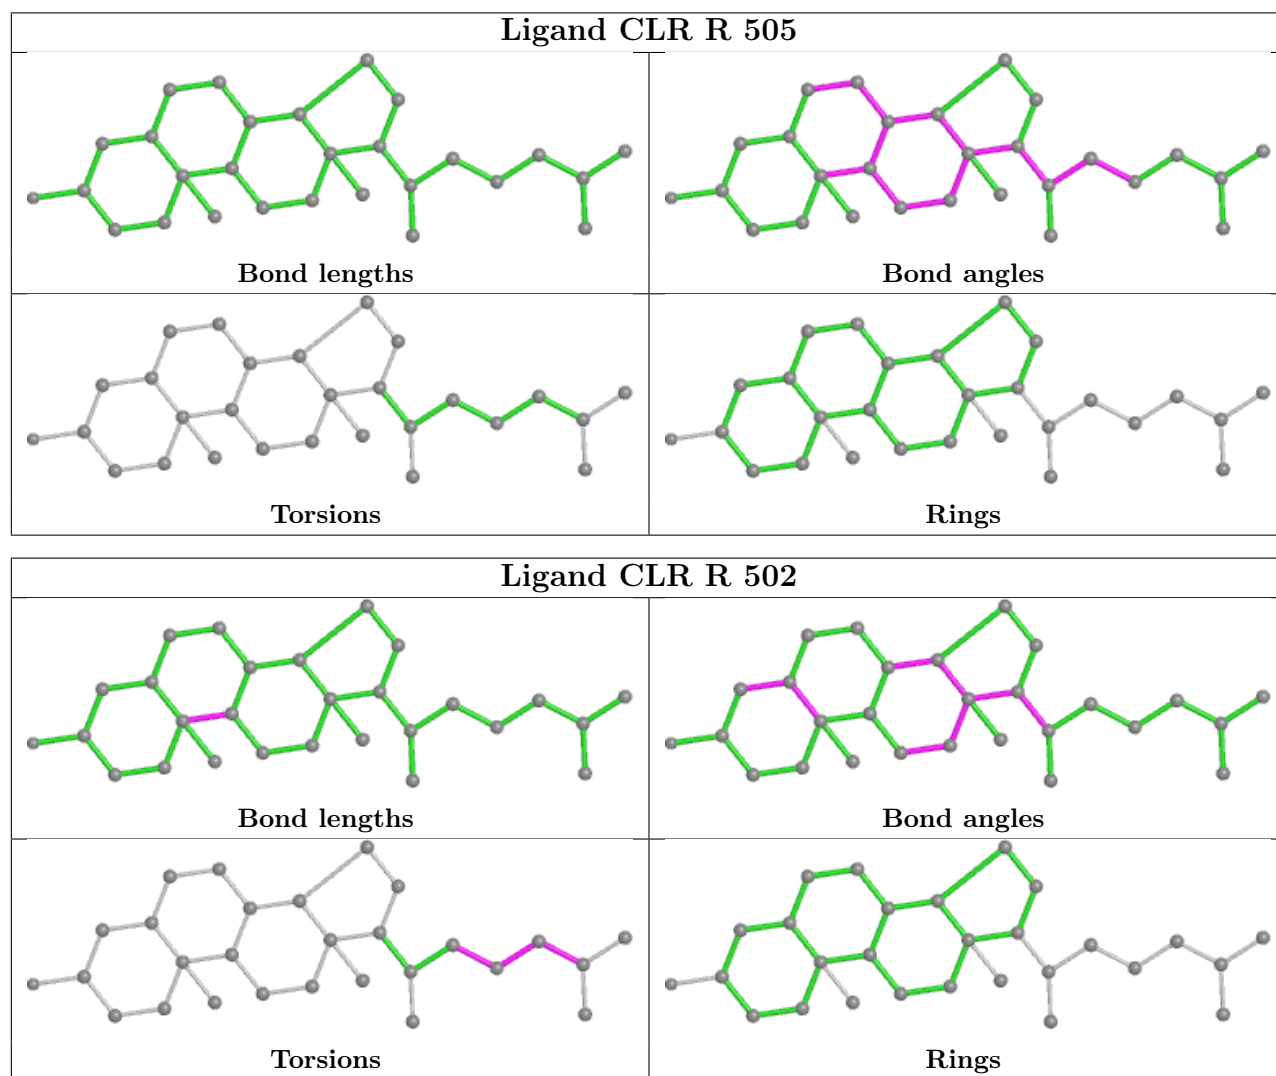 Ligand CLR R 505
Bond lengths
Bond angles
Torsions
Rings
Ligand CLR R 502
Bond lengths
Bond angles
Torsions
Rings